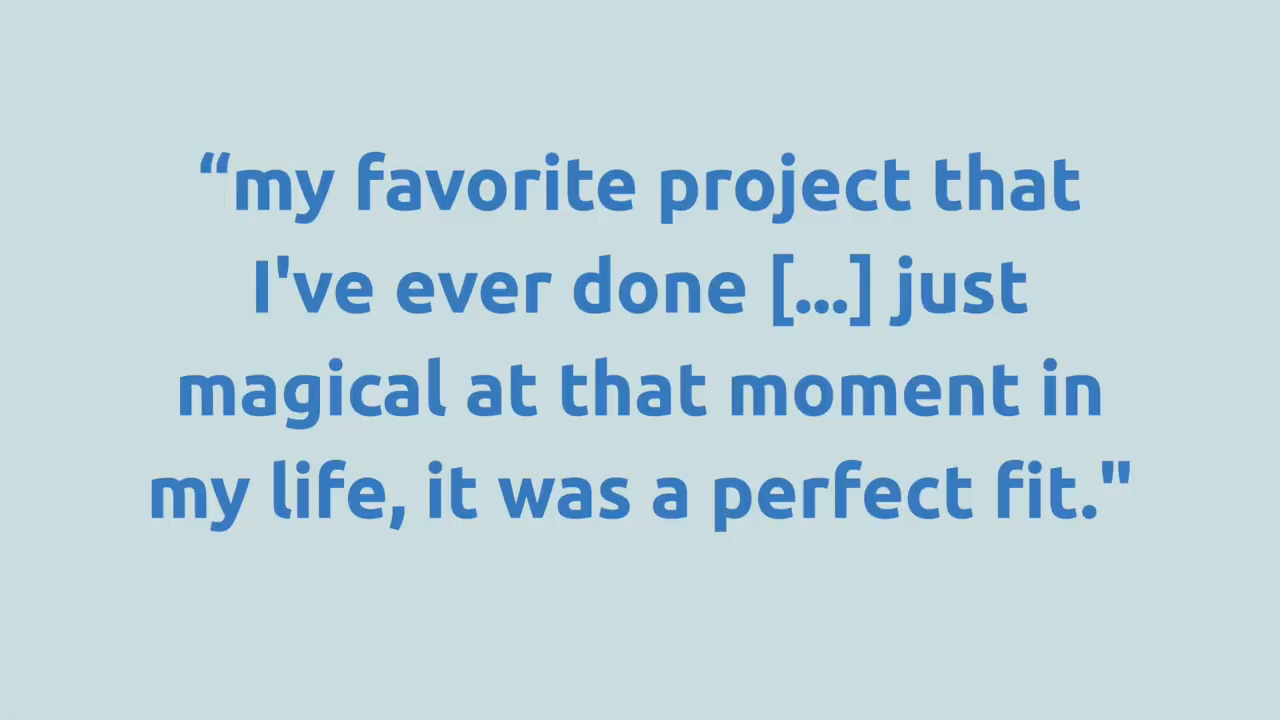 “my favorite project that
I've ever done [...] just
magical at that moment in
my life, it was a perfect fit."